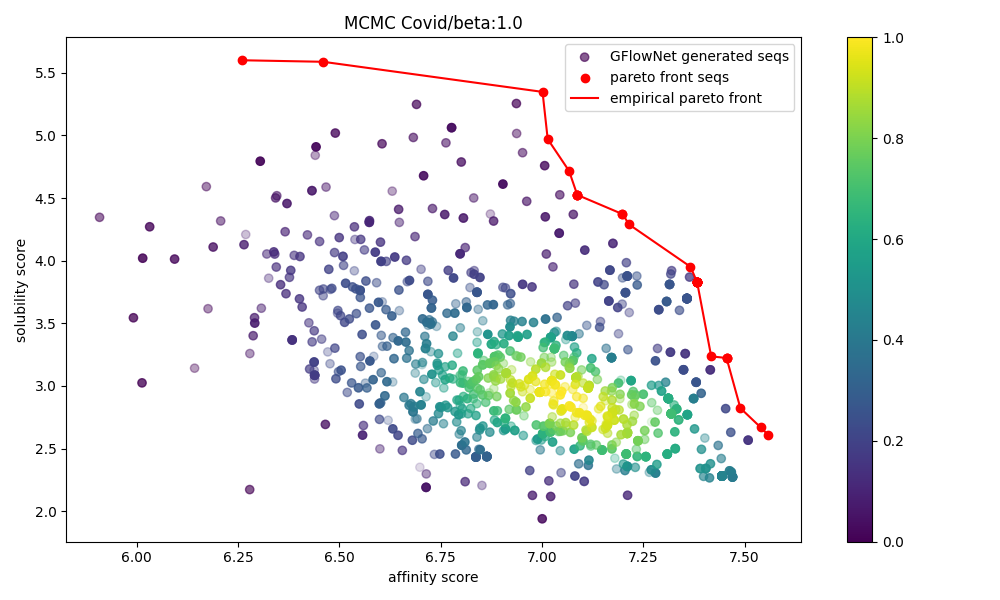 MCMC Covid/beta:1.0
GFlowNet generated seqs
pareto front seqs
empirical pareto front
solubility score
5.5
5.0
4.5
4.0
3.5
3.0
2.5
2.0
6.00 6.25 6.50 6.75 7.00 7.25 7.50
affinity score
1.0
0.8
0.6
0.4
0.2
0.0